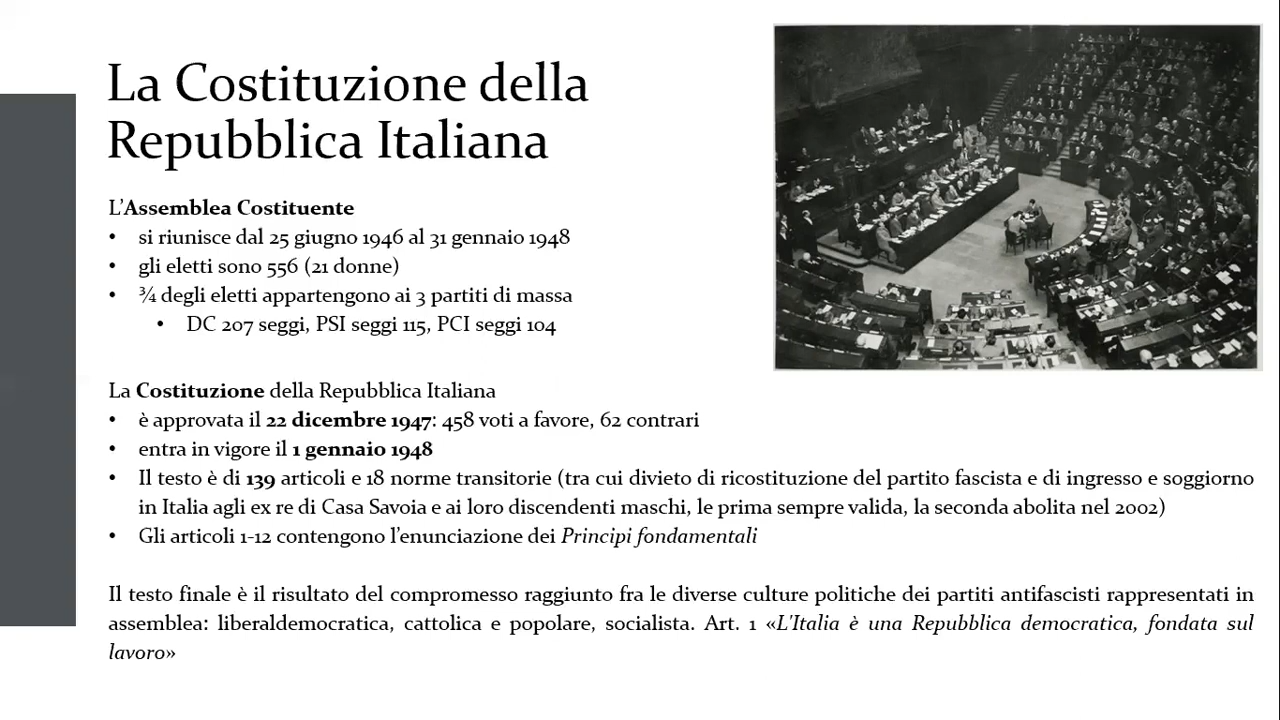 La Costituzione della
Repubblica Italiana
L’Assemblea Costituente
• si riunisce dal 25 giugno 1946 al 31 gennaio 1948
• gli eletti sono 556 (21 donne)
• ¾ degli eletti appartengono ai 3 partiti di massa
• DC 207 seggi, PSI seggi 115, PCI seggi 104
La Costituzione della Repubblica Italiana
• è approvata il 22 dicembre 1947: 458 voti a favore, 62 contrari
• entra in vigore il 1 gennaio 1948
• Il testo è di 139 articoli e 18 norme transitorie (tra cui divieto di ricostituzione del partito fascista e di ingresso e soggiorno
in Italia agli ex re di Casa Savoia e ai loro discendenti maschi, le prima sempre valida, la seconda abolita nel 2002)
• Gli articoli 1-12 contengono l’enunciazione dei Principi fondamentali
Il testo finale è il risultato del compromesso raggiunto fra le diverse culture politiche dei partiti antifascisti rappresentati in
assemblea: liberaldemocratica, cattolica e popolare, socialista. Art. 1 «L’Italia è una Repubblica democratica, fondata sul
lavoro»